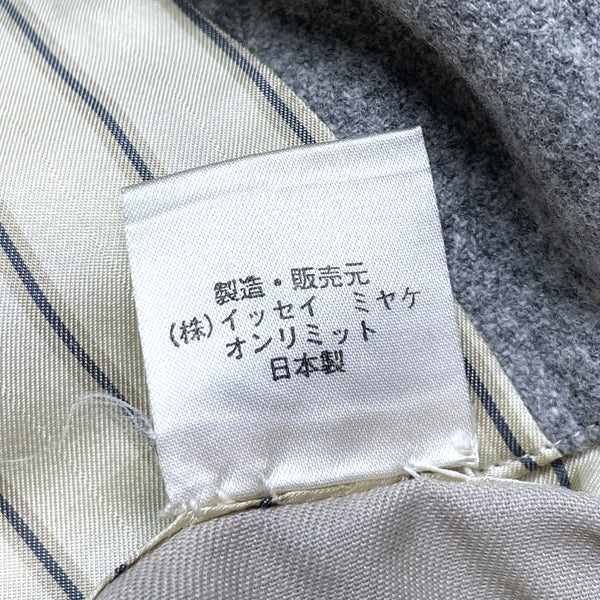 製造・販売元
(株)イッセイ ミヤケ
オンリミット
日本製